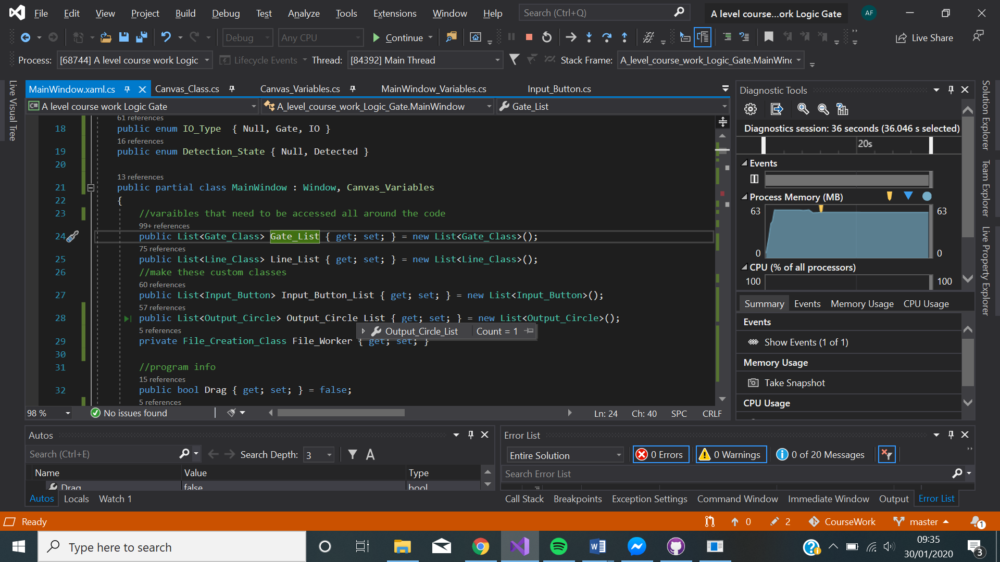 File Edit View Project Build Debug Test Analyze Tools Extensions Window Help Search (Ctrl+Q) A level course...ork Logic Gate AF
Debug Any CPU Continue Live Share
Process: [68744] A level course work Logic Lifecycle Events Thread: [84392] Main Thread Stack Frame: A_level_course_work_Logic_Gate.MainWin
Live Visual Tree
MainWindow.xaml.cs Canvas_Class.cs Canvas_Variables.cs MainWindow_Variables.cs Input_Button.cs
C# A level course work Logic Gate A_level_course_work_Logic_Gate.MainWindow Gate_List
61 references
18 public enum IO_Type { Null, Gate, IO }
16 references
19 public enum Detection_State { Null, Detected }
20
13 references
21 public partial class MainWindow : Window, Canvas_Variables
22 {
23 //varaibles that need to be accessed all around the code
99+ references
24 public List<Gate_Class> Gate_List { get; set; } = new List<Gate_Class>();
75 references
25 public List<Line_Class> Line_List { get; set; } = new List<Line_Class>();
26 //make these custom classes
60 references
27 public List<Input_Button> Input_Button_List { get; set; } = new List<Input_Button>();
57 references
28 public List<Output_Circle> Output_Circle_List { get; set; } = new List<Output_Circle>();
Output_Circle_List Count = 1
5 references
29 private File_Creation_Class File_Worker { get; set; }
30
31 //program info
15 references
32 public bool Drag { get; set; } = false;
5 references
98 % No issues found Ln: 24 Ch: 40 SPC CRLF
Diagnostic Tools
Diagnostics session: 36 seconds (36.046 s selected)
20s
Events
Process Memory (MB)
63 63
0 0
CPU (% of all processors)
100 100
Summary Events Memory Usage CPU Usage
Events
Show Events (1 of 1)
Memory Usage
Take Snapshot
CPU Usage
Solution Explorer
Team Explorer
Live Property Explorer
Autos
Search (Ctrl+E) Search Depth: 3 A
Name Value Type
Drag false bool
Autos Locals Watch 1
Error List
Entire Solution 0 Errors 0 Warnings 0 of 20 Messages
Search Error List
Call Stack Breakpoints Exception Settings Command Window Immediate Window Output Error List
Ready 0 2 CourseWork master 1
Type here to search
09:35
30/01/2020
3